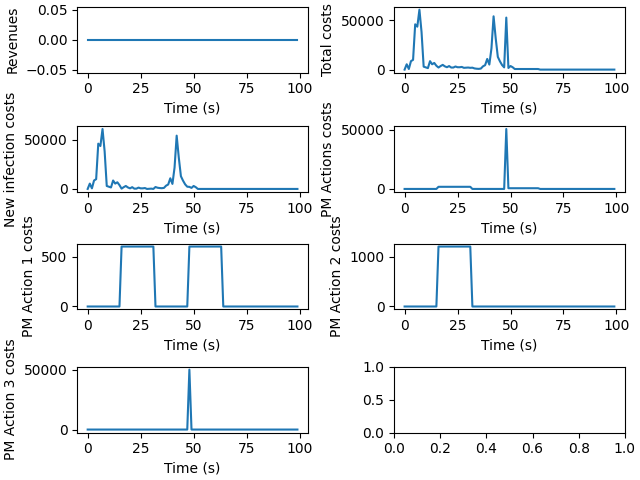 Revenues
0.05
0.00
−0.05
0 25 50 75 100
Time (s)
Total costs
50000
0
0 25 50 75 100
Time (s)
New infection costs
50000
0
0 25 50 75 100
Time (s)
PM Actions costs
50000
0
0 25 50 75 100
Time (s)
PM Action 1 costs
500
0
0 25 50 75 100
Time (s)
PM Action 2 costs
1000
0
0 25 50 75 100
Time (s)
PM Action 3 costs
50000
0
0 25 50 75 100
Time (s)
1.0
0.5
0.0
0.0 0.2 0.4 0.6 0.8 1.0